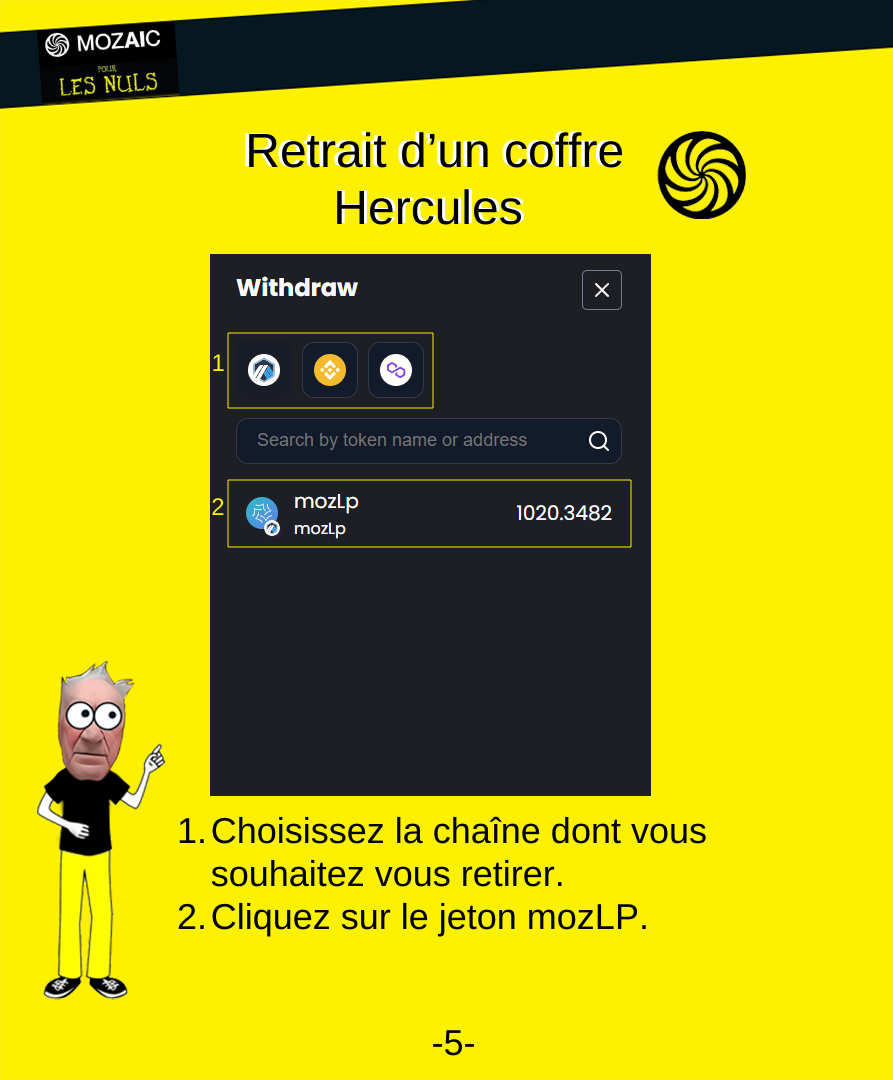 MOZAIC
POUR
LES NULS
Retrait d’un coffre
Hercules
Withdraw
1
Search by token name or address
2
mozLp
1020.3482
mozLp
1. Choisissez la chaîne dont vous
souhaitez vous retirer.
2. Cliquez sur le jeton mozLP.
-5-